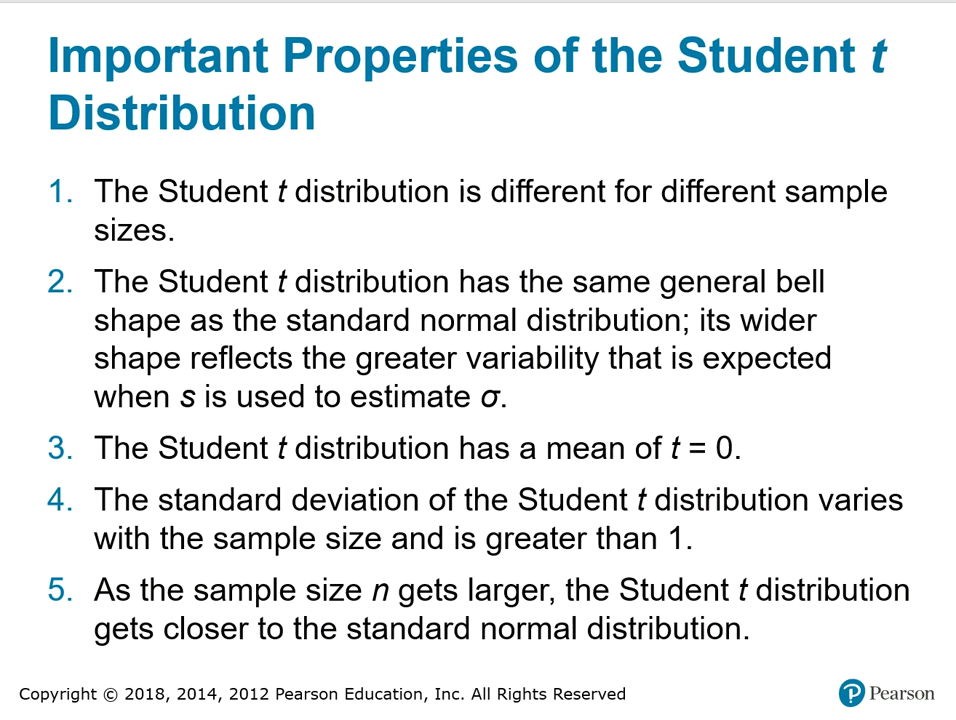 Important Properties of the Student t
Distribution
1. The Student t distribution is different for different sample
sizes.
2. The Student t distribution has the same general bell
shape as the standard normal distribution; its wider
shape reflects the greater variability that is expected
when s is used to estimate σ.
3. The Student t distribution has a mean of t = 0.
4. The standard deviation of the Student t distribution varies
with the sample size and is greater than 1.
5. As the sample size n gets larger, the Student t distribution
gets closer to the standard normal distribution.
Copyright © 2018, 2014, 2012 Pearson Education, Inc. All Rights Reserved
P Pearson